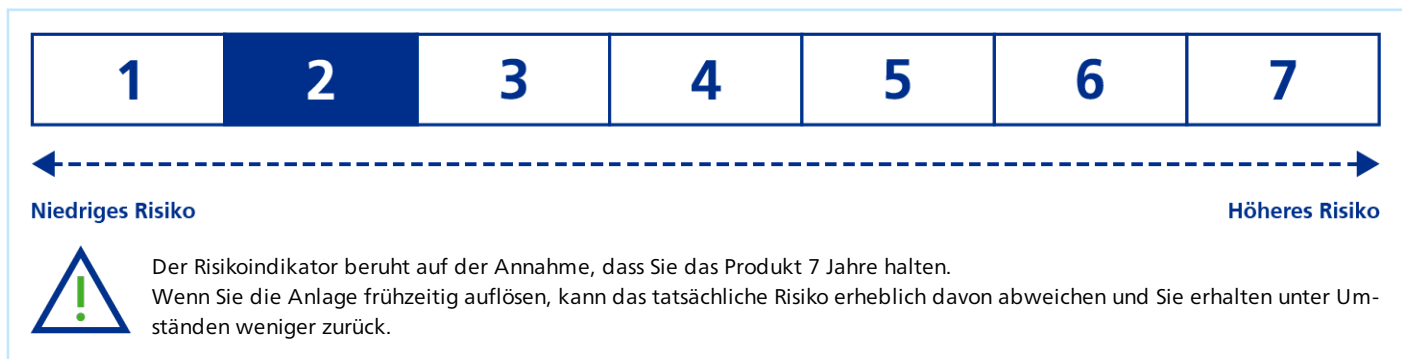 1 2 3 4 5 6 7
Niedriges Risiko Höheres Risiko
Der Risikoindikator beruht auf der Annahme, dass Sie das Produkt 7 Jahre halten.
Wenn Sie die Anlage frühzeitig auflösen, kann das tatsächliche Risiko erheblich davon abweichen und Sie erhalten unter Um-
ständen weniger zurück.